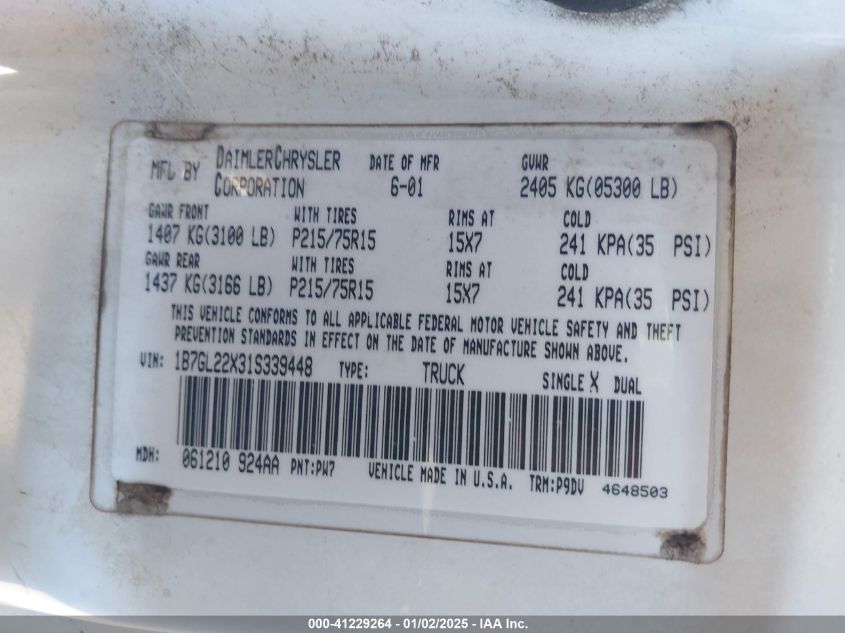 MFL BY DAIMLERCHRYSLER CORPORATION DATE OF MFR 6-01 GVWR 2405 KG(05300 LB)
GAWR FRONT WITH TIRES RIMS AT COLD
1407 KG(3100 LB) P215/75R15 15X7 241 KPA(35 PSI)
GAWR REAR WITH TIRES RIMS AT COLD
1437 KG(3166 LB) P215/75R15 15X7 241 KPA(35 PSI)
THIS VEHICLE CONFORMS TO ALL APPLICABLE FEDERAL MOTOR VEHICLE SAFETY AND THEFT
PREVENTION STANDARDS IN EFFECT ON THE DATE OF MANUFACTURE SHOWN ABOVE.
VIN: 1B7GL22X31S339448 TYPE: TRUCK SINGLE X DUAL
MDH: 061210 924AA PNT:PW7 VEHICLE MADE IN U.S.A. TRM:P9DV 4648503
000-41229264 - 01/02/2025 - IAA Inc.